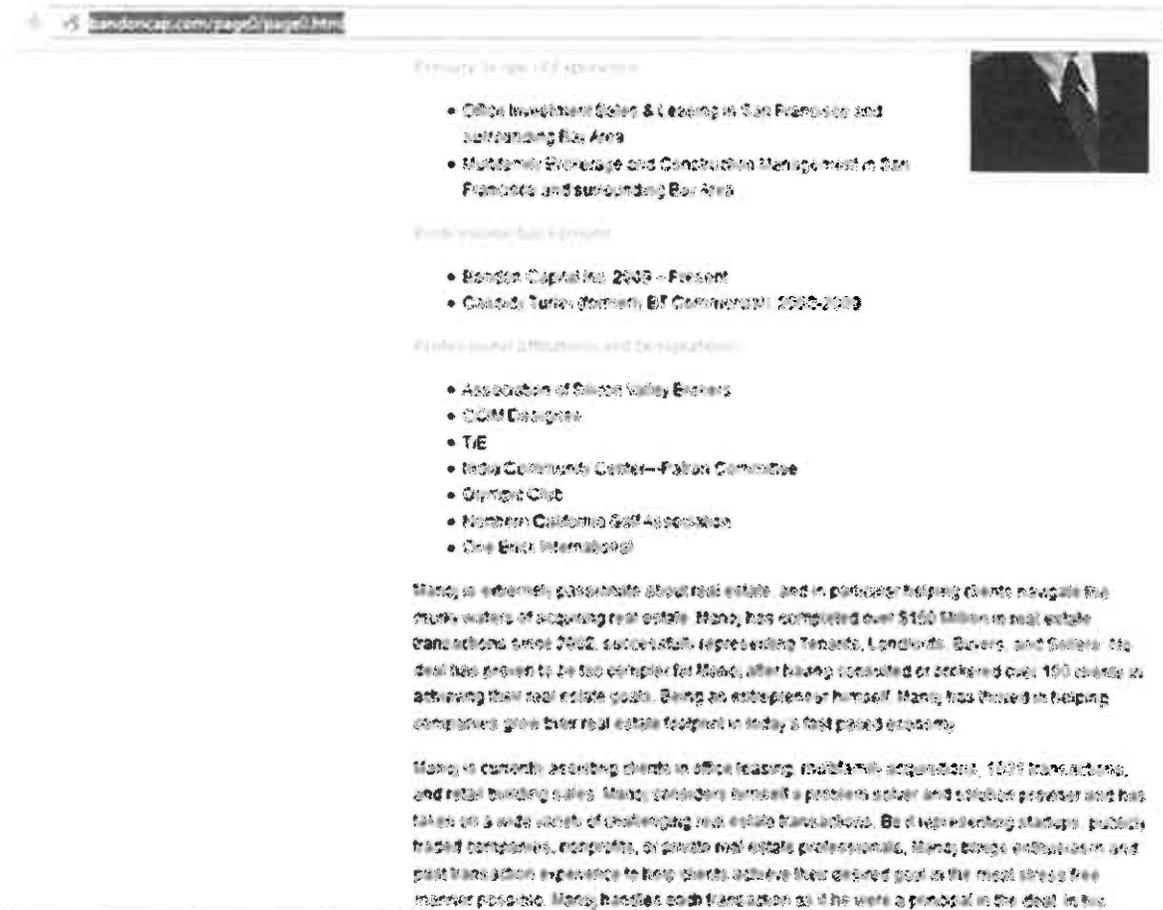 bandoncap.com/page0/page0.html
Primary Scope of Experience
• Office Investment Sales & Leasing in San Francisco and
surrounding Bay Area
• Multifamily Brokerage and Construction Management in San
Francisco and surrounding Bay Area
Professional Background
• Bandon Capital Inc. 2009 – Present
• Cassidy Turley (formerly BT Commercial)
Professional Affiliations and Designations
• Association of Silicon Valley Brokers
• CCIM Designee
• TiE
• India Community Center—Patron Committee
• Olympic Club
• Northern California Golf Association
• One Brick International
Manoj is extremely passionate about real estate, and in particular helping clients navigate the
murky waters of acquiring real estate. Manoj has completed over $150 Million in real estate
transactions since 2002, successfully representing Tenants, Landlords, Buyers, and Sellers. No
deal has proven to be too complex for Manoj, after having consulted or brokered over 100 clients in
achieving their real estate goals. Being an entrepreneur himself, Manoj has thrived in helping
companies grow their real estate footprint in today's fast paced economy.
Manoj is currently assisting clients in office leasing, multifamily acquisitions, 1031 transactions,
and retail building sales. Manoj considers himself a problem solver and solution provider and has
taken on a wide variety of challenging real estate transactions. Be it representing startups, publicly
traded companies, nonprofits, or private real estate professionals, Manoj brings enthusiasm and
past transaction experience to help clients achieve their desired goal in the most stress free
manner possible. Manoj handles each transaction as if he were a principal in the deal. In his